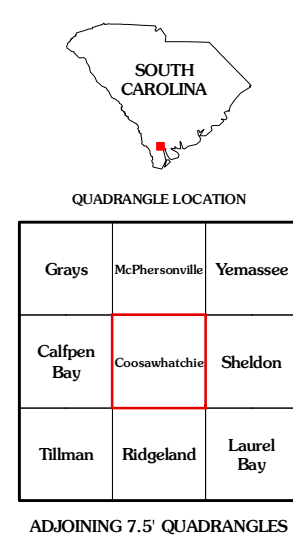 SOUTH
CAROLINA
QUADRANGLE LOCATION
Grays McPhersonville Yemassee
Calfpen
Bay
Coosawhatchie
Sheldon
Tillman Ridgeland
Laurel
Bay
ADJOINING 7.5' QUADRANGLES